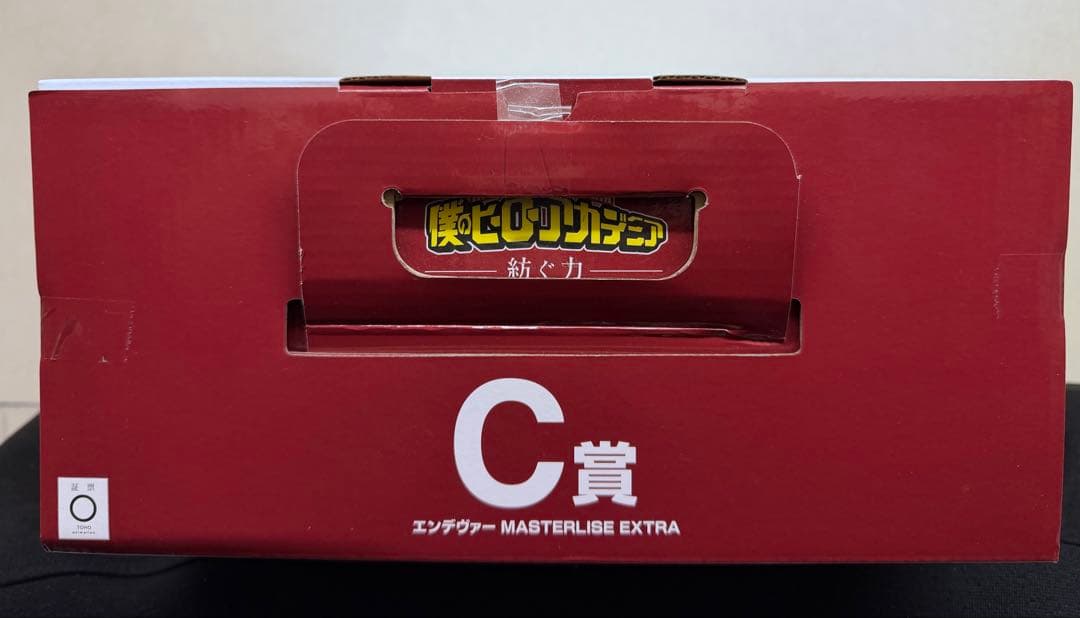 僕のヒーローアカデミア
紡ぐ力
C賞
エンデヴァー MASTERLISE EXTRA
証票
TOHO
animation